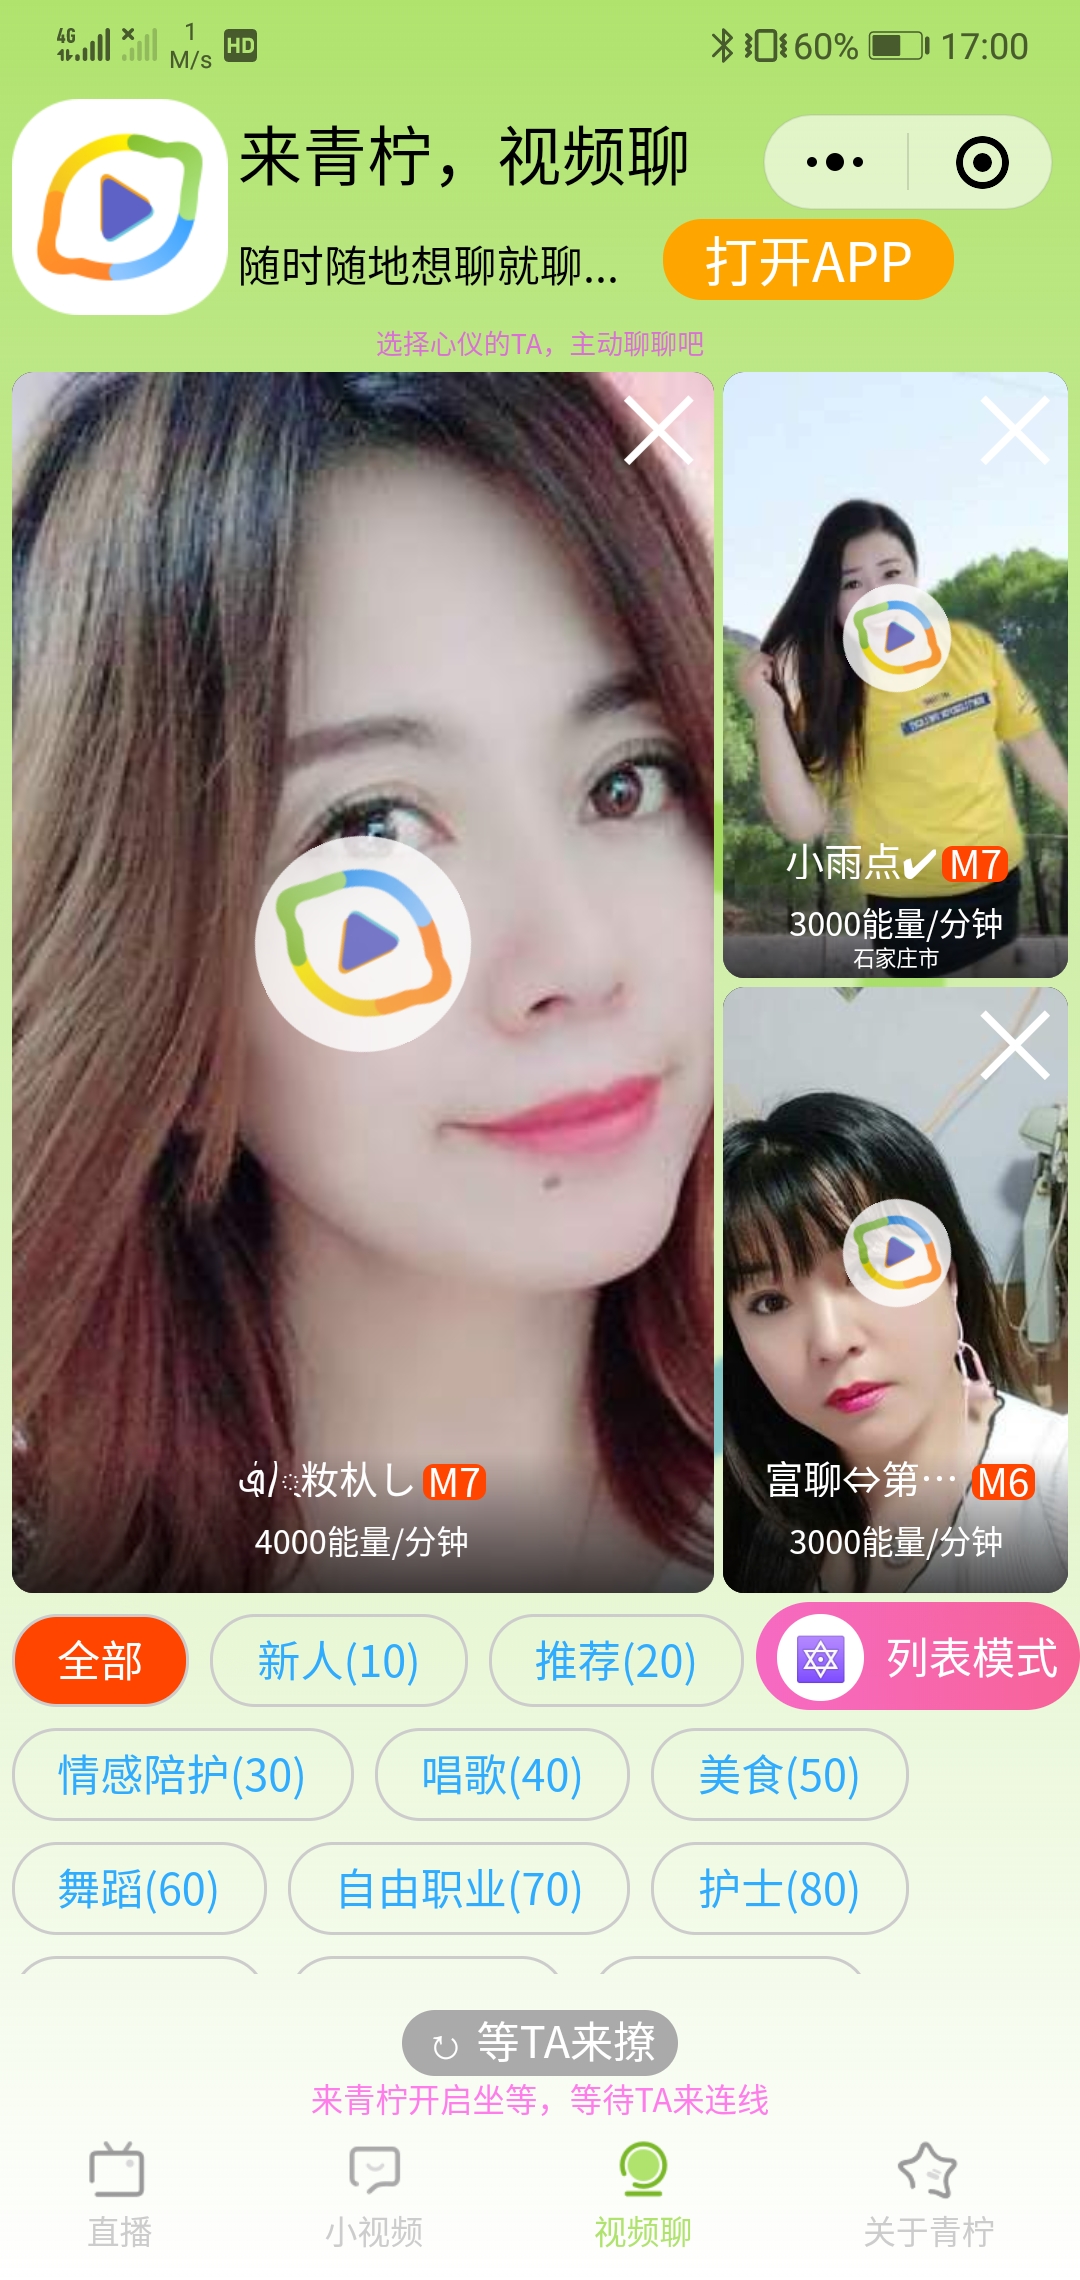 4G
1
M/s
HD
60%
17:00
来青柠，视频聊
随时随地想聊就聊...
打开APP
选择心仪的TA，主动聊聊吧
小雨点✔ M7
3000能量/分钟
石家庄市
籹朳し M7
4000能量/分钟
富聊⇔第… M6
3000能量/分钟
全部
新人(10)
推荐(20)
列表模式
情感陪护(30)
唱歌(40)
美食(50)
舞蹈(60)
自由职业(70)
护士(80)
等TA来撩
来青柠开启坐等，等待TA来连线
直播
小视频
视频聊
关于青柠